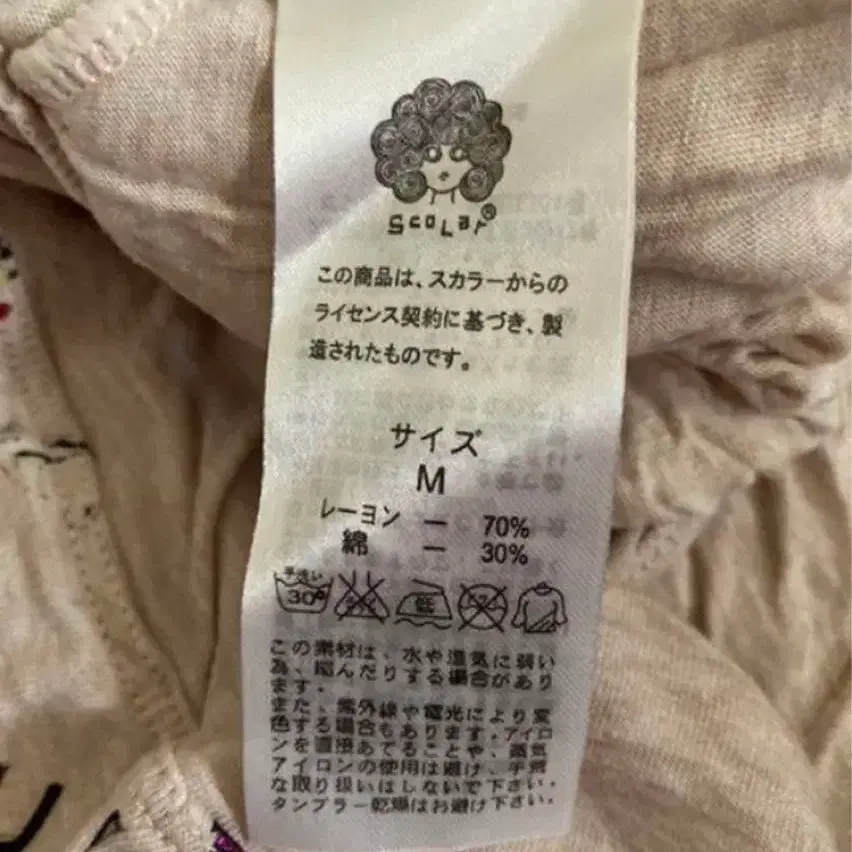 Scolar®
この商品は、スカラーからの
ライセンス契約に基づき、製
造されたものです。
サイズ
M
レーヨン ー 70%
綿 ー 30%
手洗い
30°
低
この素材は、水や湿気に弱い
為、縮んだりする場合があり
ます。
また、紫外線や蛍光により変
色する場合もあります。アイロ
ンを直接あてることや、蒸気
アイロンの使用は避け、手荒
な取り扱いはしないで下さい。
タンブラー乾燥はお避け下さい。